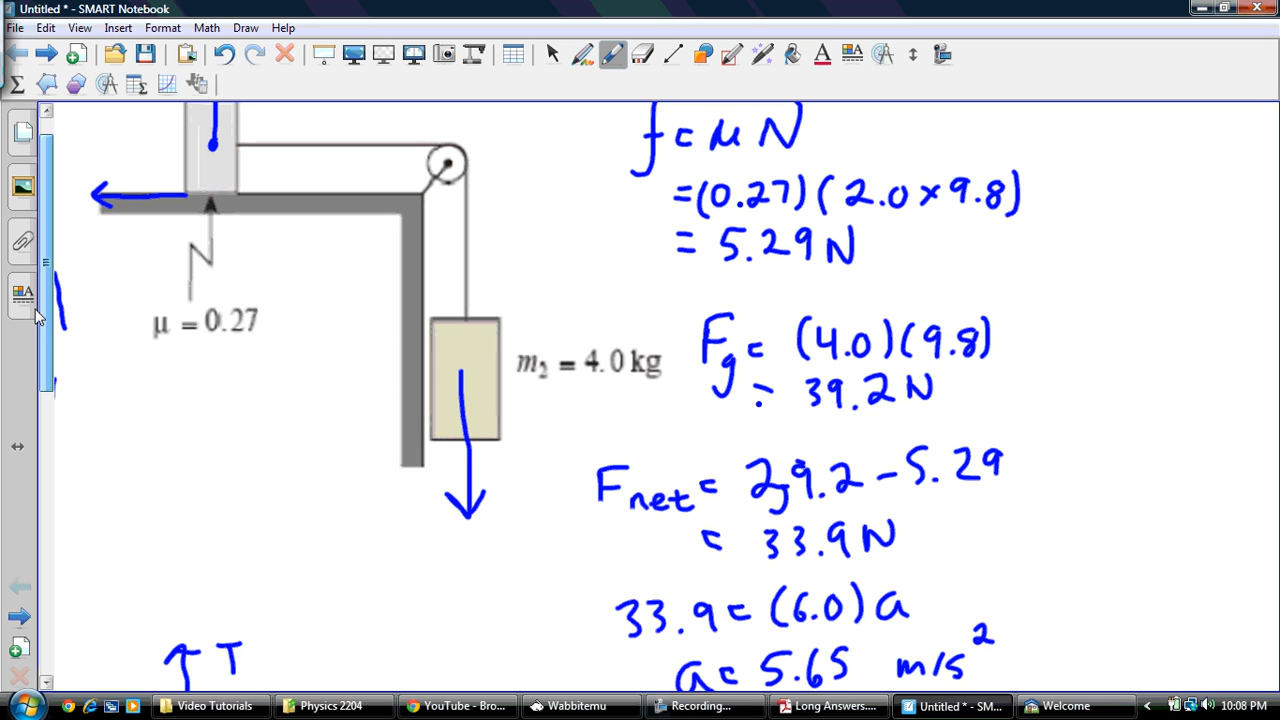 Untitled * - SMART Notebook
File Edit View Insert Format Math Draw Help
f = μ N
= (0.27)(2.0 × 9.8)
= 5.29 N
N
μ = 0.27
m₂ = 4.0 kg
Fg = (4.0)(9.8)
= 39.2 N
Fnet = 39.2 - 5.29
= 33.9 N
33.9 = (6.0) a
a = 5.65 m/s²
T
Video Tutorials
Physics 2204
YouTube - Bro...
Wabbitemu
Recording...
Long Answers....
Untitled * - SM...
Welcome
10:08 PM